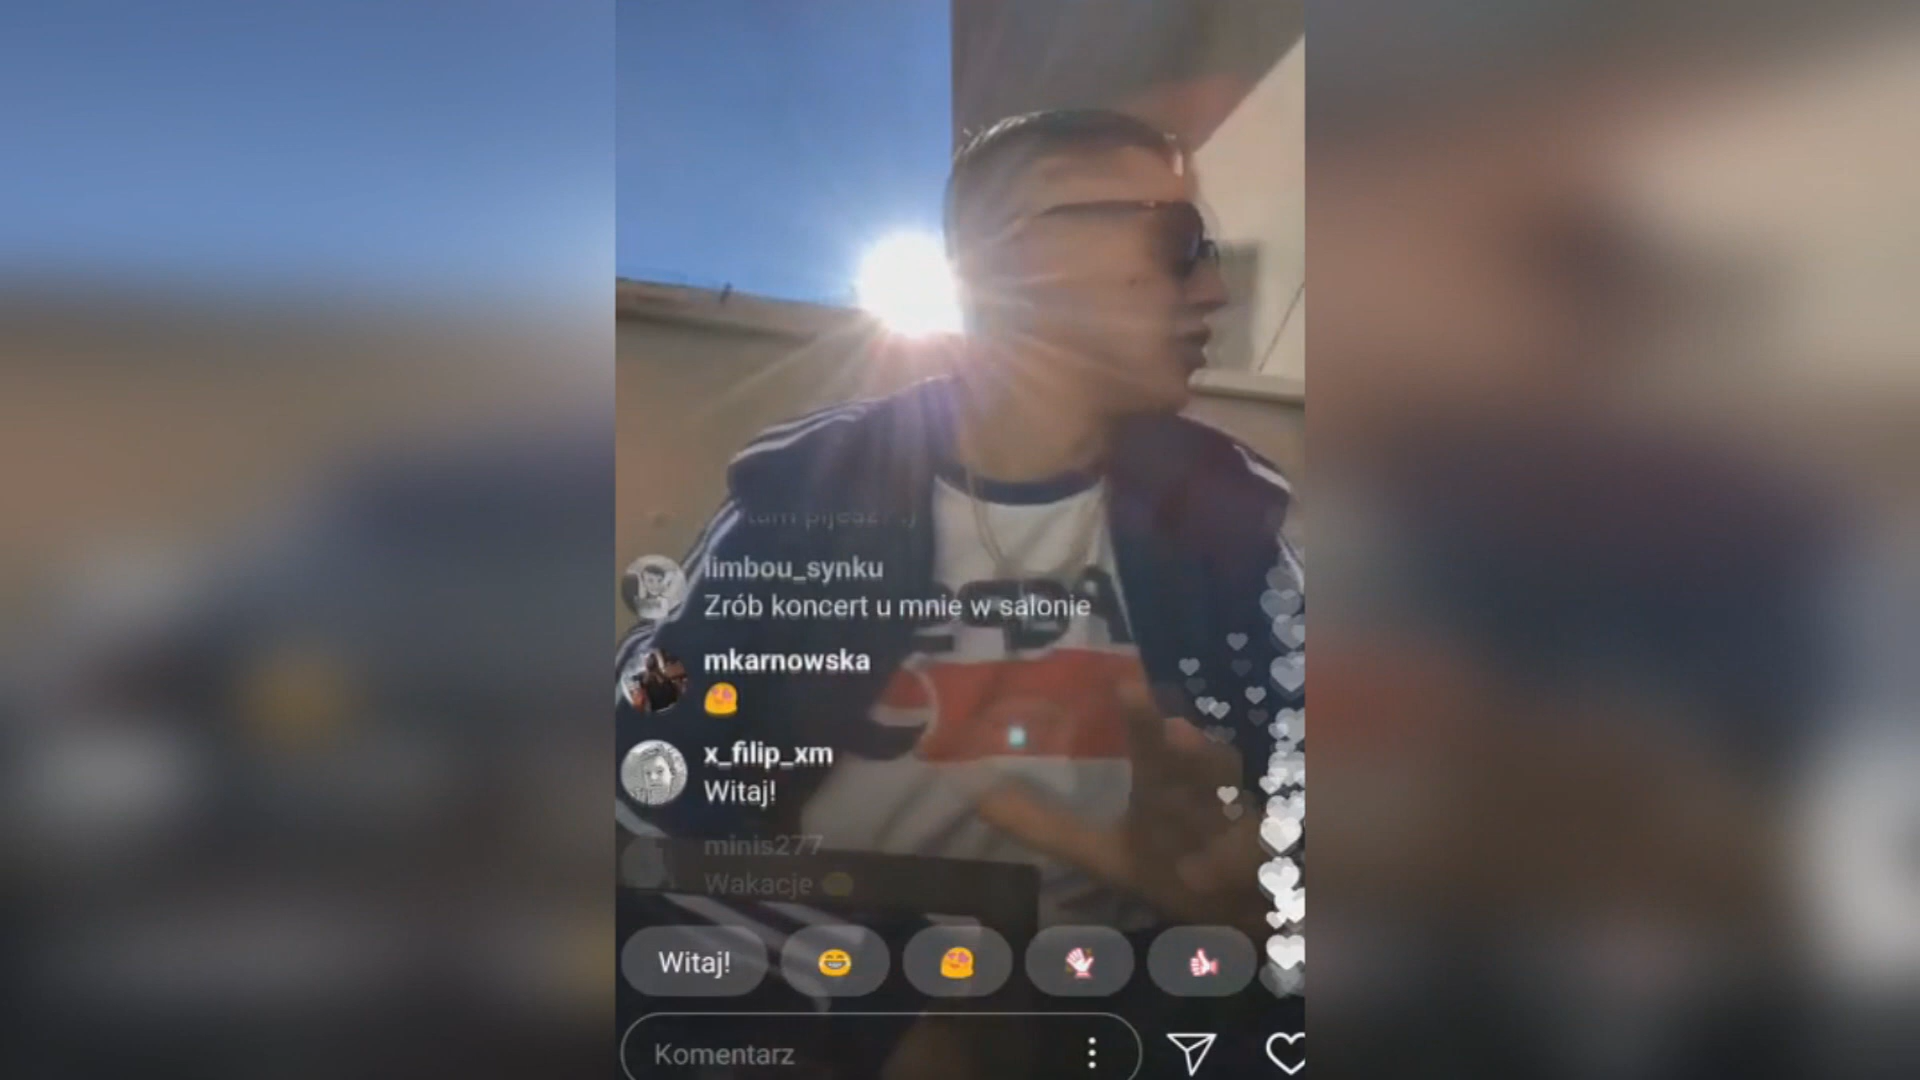 limbou_synku
Zrób koncert u mnie w salonie
mkarnowska
x_filip_xm
Witaj!
minis277
Wakacje
Witaj!
Komentarz